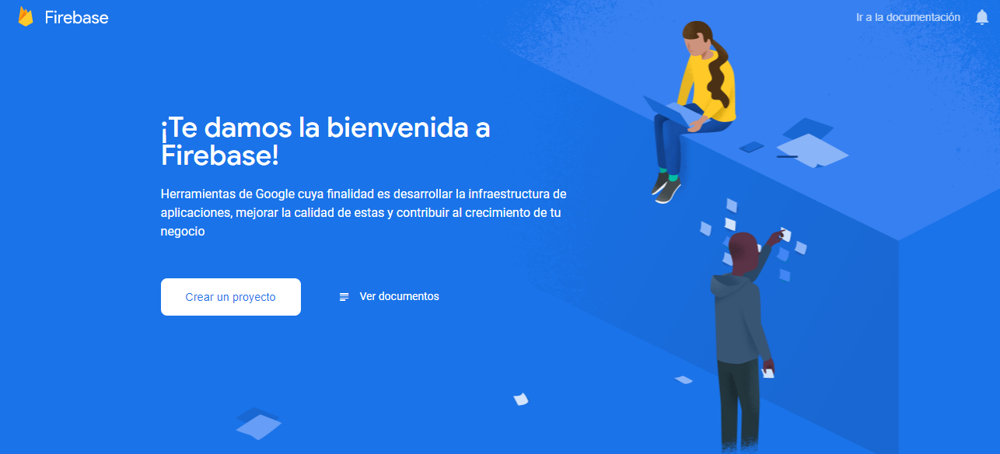 Firebase
Ir a la documentación
¡Te damos la bienvenida a
Firebase!
Herramientas de Google cuya finalidad es desarrollar la infraestructura de
aplicaciones, mejorar la calidad de estas y contribuir al crecimiento de tu
negocio
Crear un proyecto
Ver documentos